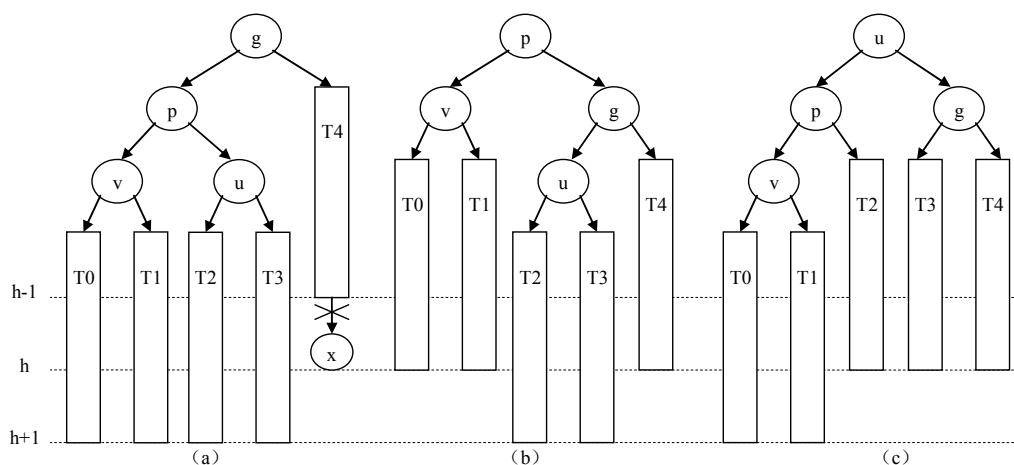 g
p
u
p
v
g
p
g
T4
v
u
u
v
T0
T1
T4
T2
T3
T4
T0
T1
T2
T3
T2
T3
T0
T1
h-1
x
h
h+1
（a）
（b）
（c）